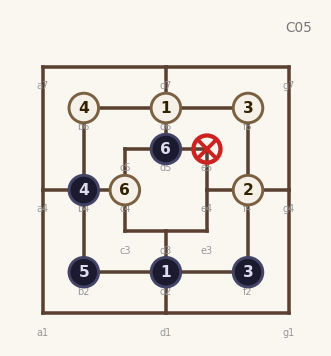 C05
a7 d7 g7
4 1 3
b6 d6 f6
6
c5 d5 e5
4 6 2
a4 b4 c4 e4 f4 g4
c3 d3 e3
5 1 3
b2 d2 f2
a1 d1 g1